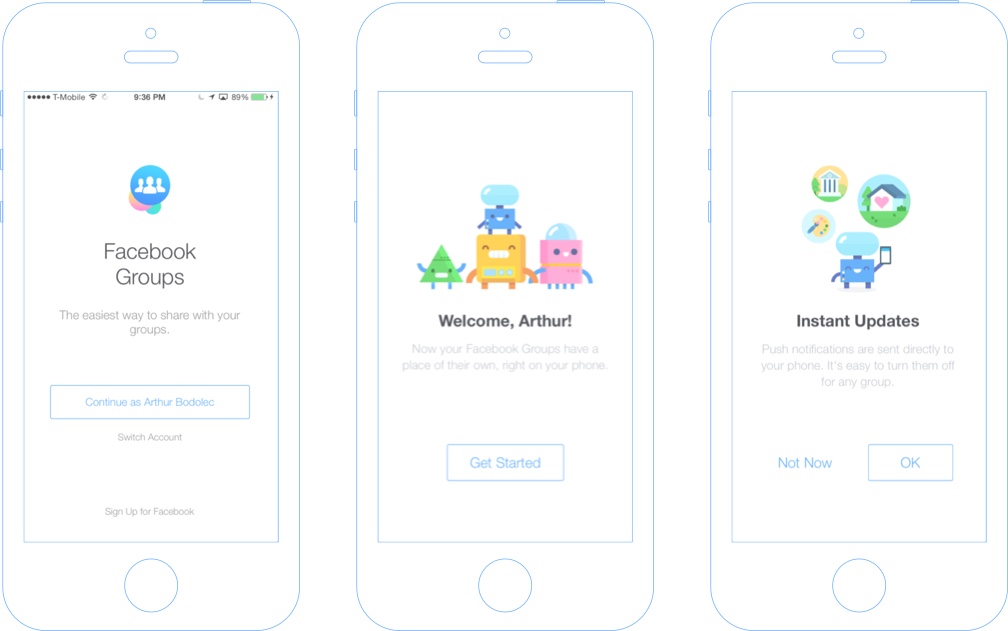 T-Mobile 9:36 PM 89%
Facebook
Groups
The easiest way to share with your
groups.
Continue as Arthur Bodolec
Switch Account
Sign Up for Facebook
Welcome, Arthur!
Now your Facebook Groups have a
place of their own, right on your phone.
Get Started
Instant Updates
Push notifications are sent directly to
your phone. It's easy to turn them off
for any group.
Not Now OK